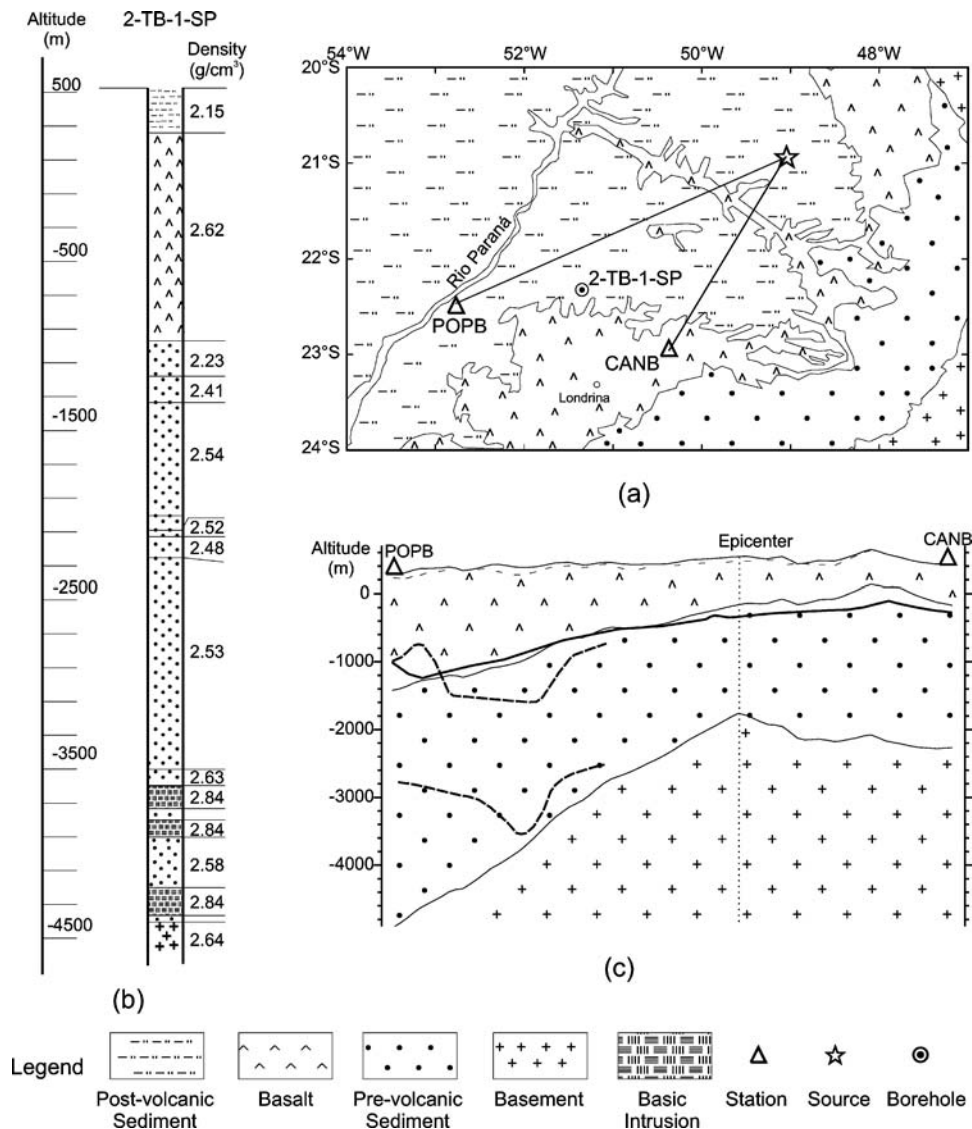 Altitude
(m)
2-TB-1-SP
Density
(g/cm³)
500
-500
-1500
-2500
-3500
-4500
2.15
2.62
2.23
2.41
2.54
2.52
2.48
2.53
2.63
2.84
2.84
2.58
2.84
2.64
(b)
54°W
52°W
50°W
48°W
20°S
21°S
22°S
23°S
24°S
Rio Paraná
2-TB-1-SP
POPB
CANB
Londrina
(a)
Altitude
(m)
POPB
Epicenter
CANB
0
-1000
-2000
-3000
-4000
(c)
Legend
Post-volcanic
Sediment
Basalt
Pre-volcanic
Sediment
Basement
Basic
Intrusion
Station
Source
Borehole